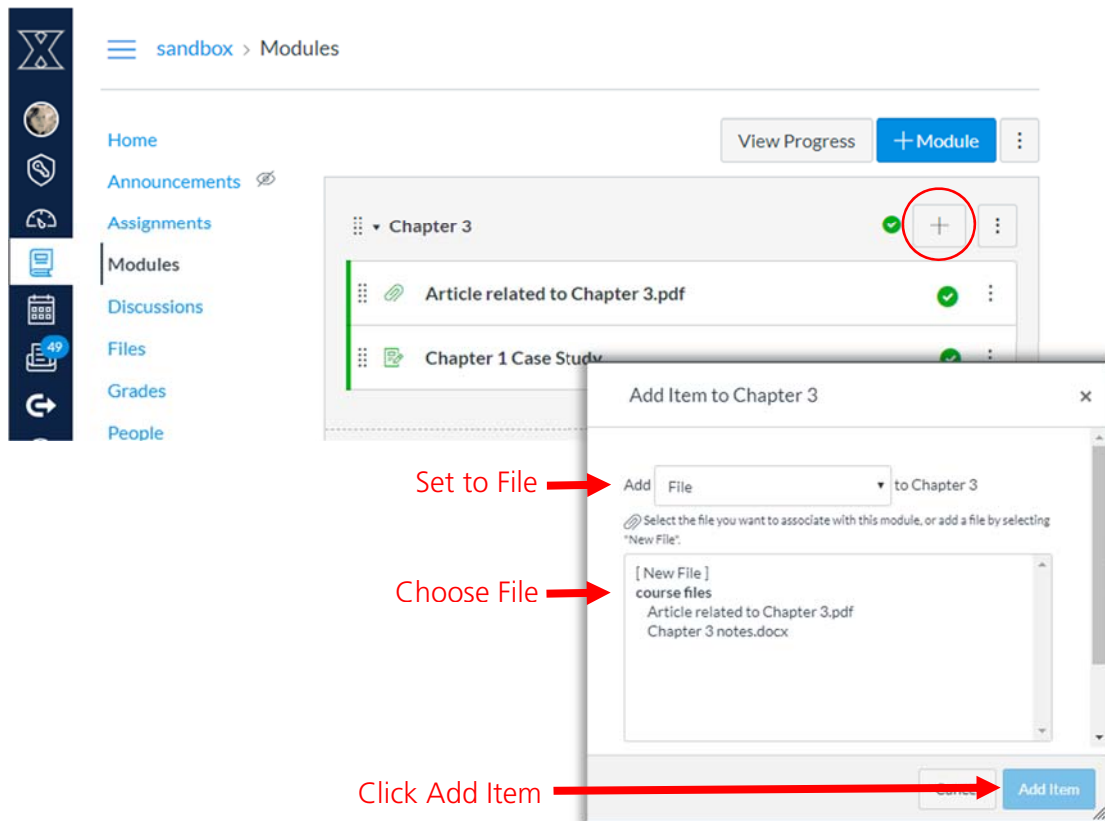 sandbox > Modules
Home
View Progress
+ Module
Announcements
Assignments
Chapter 3
Modules
Article related to Chapter 3.pdf
Discussions
Files
49
Chapter 1 Case Study
Grades
People
Add Item to Chapter 3
Set to File
Add File to Chapter 3
Select the file you want to associate with this module, or add a file by selecting
"New File".
[ New File ]
Choose File
course files
Article related to Chapter 3.pdf
Chapter 3 notes.docx
Click Add Item
Cancel
Add Item